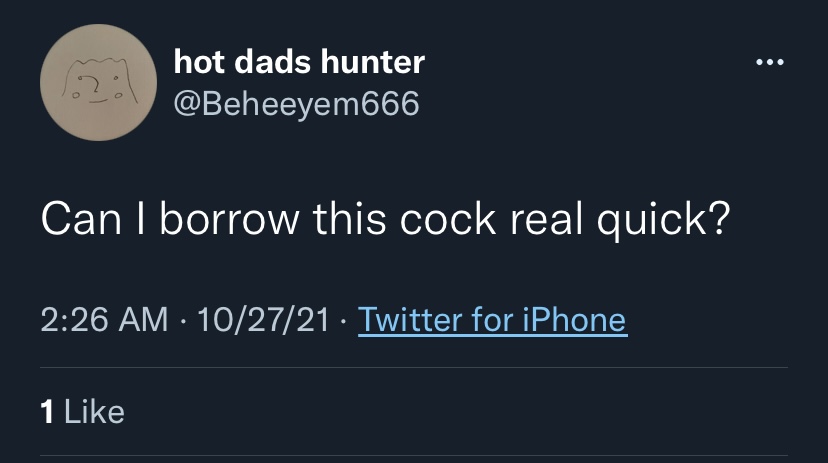 hot dads hunter
@Beheeyem666
Can I borrow this cock real quick?
2:26 AM · 10/27/21 · Twitter for iPhone
1 Like